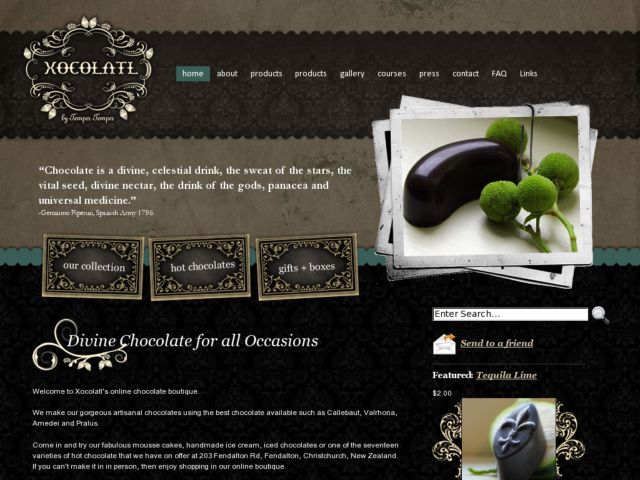 XOCOLATL
by Temper Temper
home about products products gallery courses press contact FAQ Links
“Chocolate is a divine, celestial drink, the sweat of the stars, the
vital seed, divine nectar, the drink of the gods, panacea and
universal medicine.”
-Geronimo Piperini, Spanish Army 1796
our collection
hot chocolates
gifts + boxes
Enter Search...
Send to a friend
Divine Chocolate for all Occasions
Featured: Tequila Lime
$2.00
Welcome to Xocolatl's online chocolate boutique.
We make our gorgeous artisanal chocolates using the best chocolate available such as Callebaut, Valrhona,
Amedei and Pralus.
Come in and try our fabulous mousse cakes, handmade ice cream, iced chocolates or one of the seventeen
varieties of hot chocolate that we have on offer at 203 Fendalton Rd, Fendalton, Christchurch, New Zealand.
If you can't make it in in person, then enjoy shopping in our online boutique.